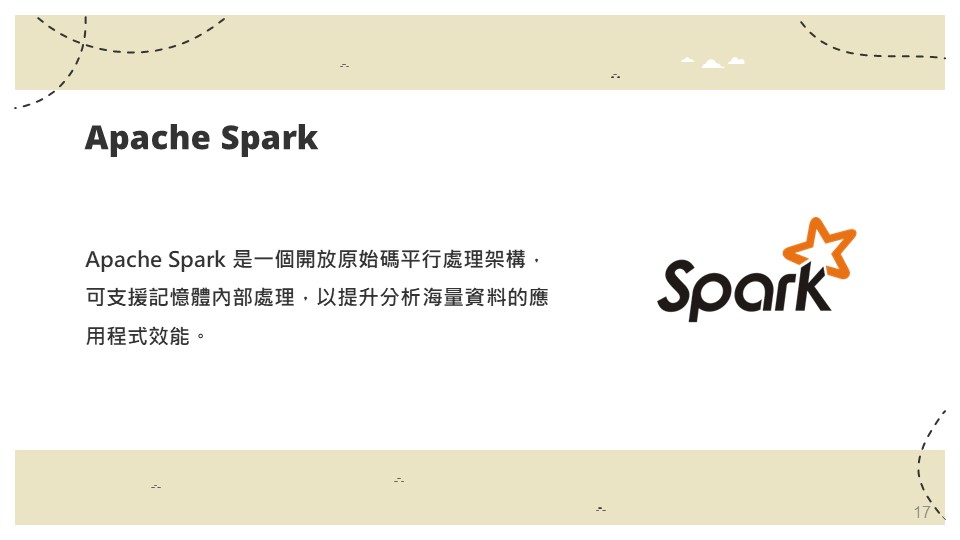 Apache Spark
Apache Spark 是一個開放原始碼平行處理架構，
可支援記憶體內部處理，以提升分析海量資料的應
用程式效能。
Spark
17